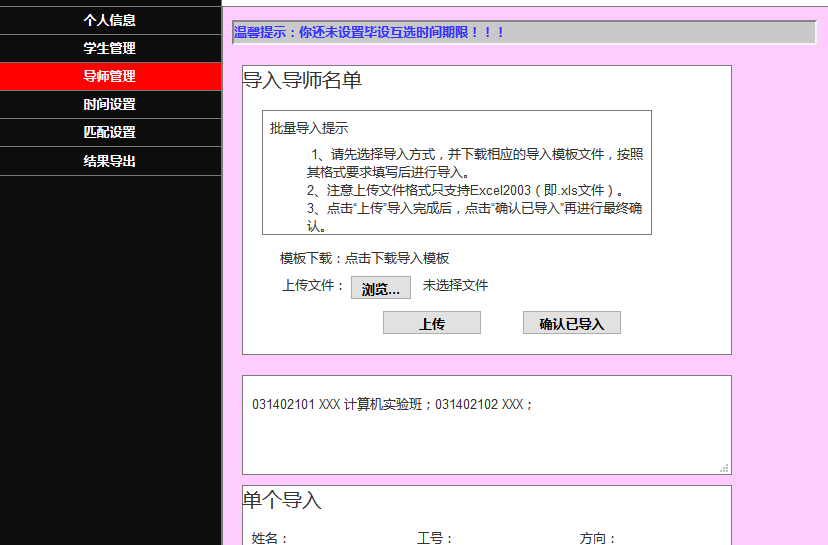 个人信息
学生管理
导师管理
时间设置
匹配设置
结果导出
温馨提示：你还未设置毕设互选时间期限！！！
导入导师名单
批量导入提示
1、请先选择导入方式，并下载相应的导入模板文件，按照
其格式要求填写后进行导入。
2、注意上传文件格式只支持Excel2003（即.xls文件）。
3、点击“上传”导入完成后，点击“确认已导入”再进行最终确
认。
模板下载：点击下载导入模板
上传文件： 浏览... 未选择文件
上传 确认已导入
031402101 XXX 计算机实验班；031402102 XXX；
单个导入
姓名： 工号： 方向：